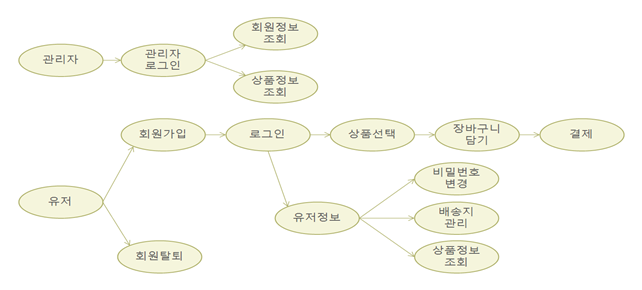 회원정보
조회
관리자
관리자
로그인
상품정보
조회
회원가입
로그인
상품선택
장바구니
담기
결제
비밀번호
변경
유저
유저정보
배송지
관리
회원탈퇴
상품정보
조회